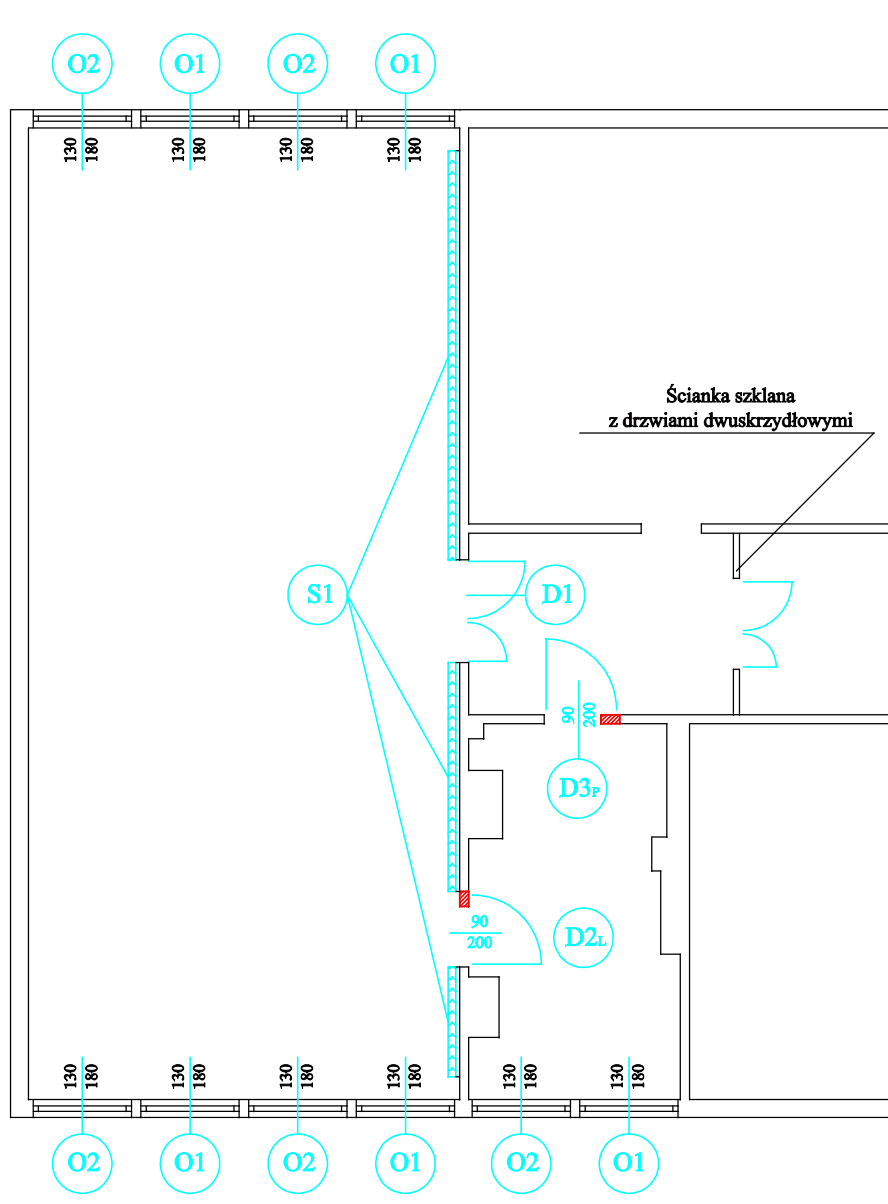 O2 O1 O2 O1
130 180 130 180 130 180 130 180
Ścianka szklana
z drzwiami dwuskrzydłowymi
S1
D1
90
200
D3P
90
200
D2L
130 180 130 180 130 180 130 180 130 180 130 180
O2 O1 O2 O1 O2 O1